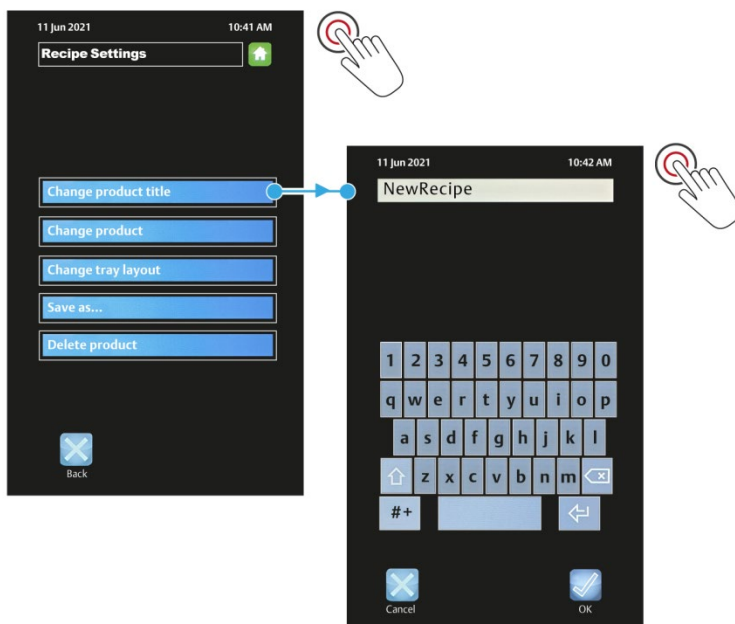 11 Jun 2021 10:41 AM
Recipe Settings
Change product title
Change product
Change tray layout
Save as...
Delete product
Back
11 Jun 2021 10:42 AM
NewRecipe
1 2 3 4 5 6 7 8 9 0
q w e r t y u i o p
a s d f g h j k l
z x c v b n m
#+
Cancel OK